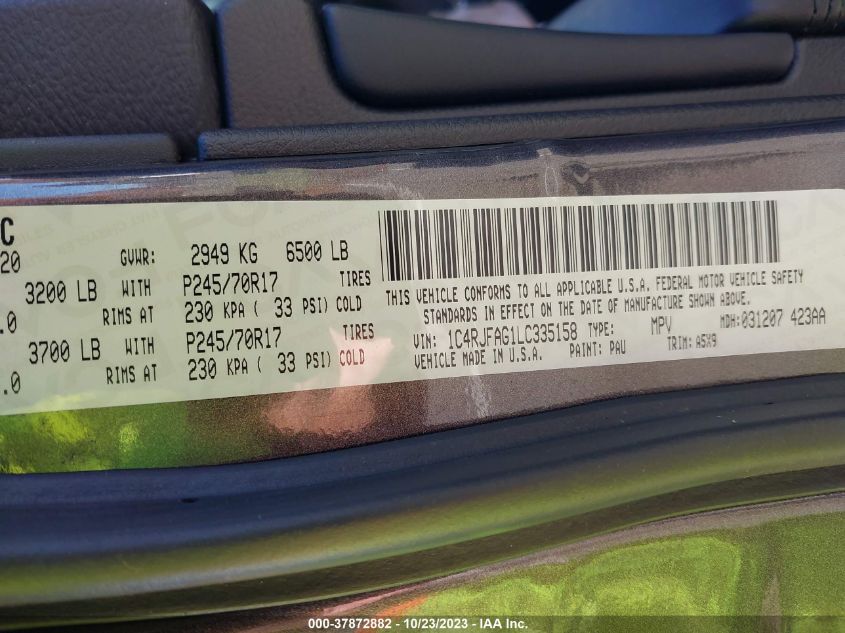 C
20 GVWR: 2949 KG 6500 LB
3200 LB WITH P245/70R17 TIRES
.0 RIMS AT 230 KPA ( 33 PSI) COLD
3700 LB WITH P245/70R17 TIRES
.0 RIMS AT 230 KPA ( 33 PSI) COLD
THIS VEHICLE CONFORMS TO ALL APPLICABLE U.S.A. FEDERAL MOTOR VEHICLE SAFETY
STANDARDS IN EFFECT ON THE DATE OF MANUFACTURE SHOWN ABOVE.
VIN: 1C4RJFAG1LC335158 TYPE: MPV MDH:031207 423AA
VEHICLE MADE IN U.S.A. PAINT: PAU TRIM: A5X9
000-37872882 - 10/23/2023 - IAA Inc.